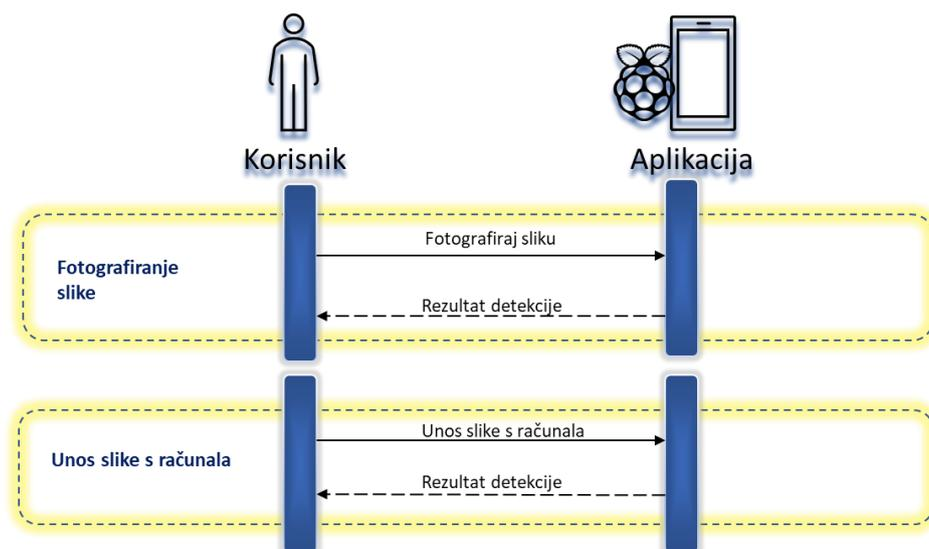 Korisnik
Aplikacija
Fotografiraj sliku
Fotografiranje
slike
Rezultat detekcije
Unos slike s računala
Unos slike s računala
Rezultat detekcije